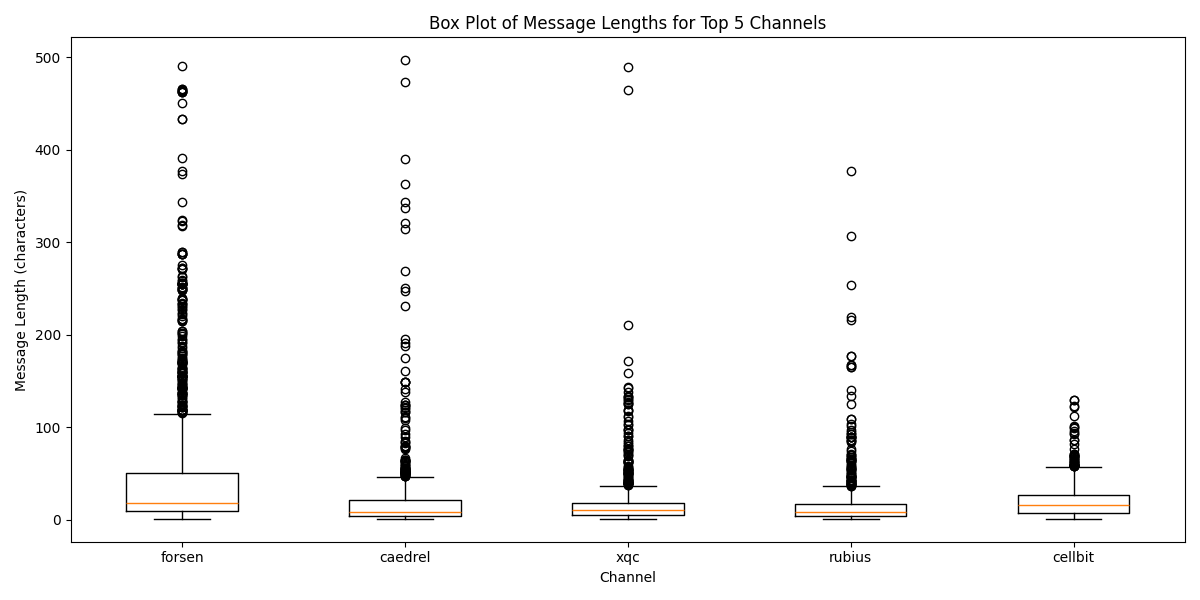 Box Plot of Message Lengths for Top 5 Channels
Message Length (characters)
500
400
300
200
100
0
forsen caedrel xqc rubius cellbit
Channel